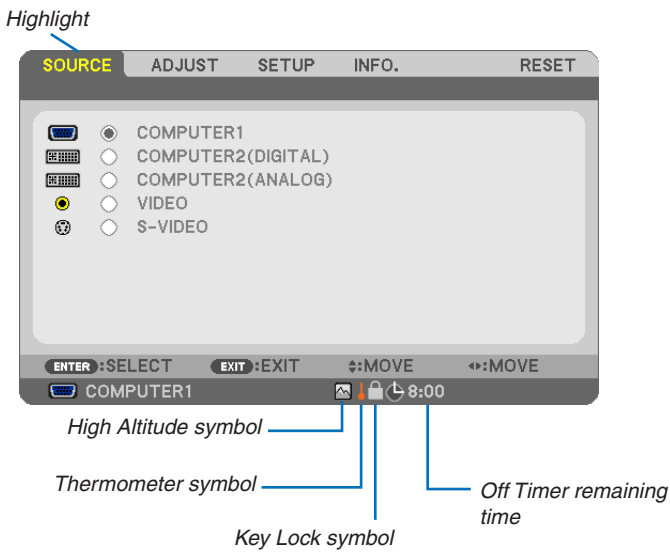 Highlight
SOURCE ADJUST SETUP INFO. RESET
COMPUTER1
COMPUTER2(DIGITAL)
COMPUTER2(ANALOG)
VIDEO
S-VIDEO
ENTER :SELECT EXIT :EXIT :MOVE :MOVE
COMPUTER1 8:00
High Altitude symbol
Thermometer symbol
Off Timer remaining
time
Key Lock symbol